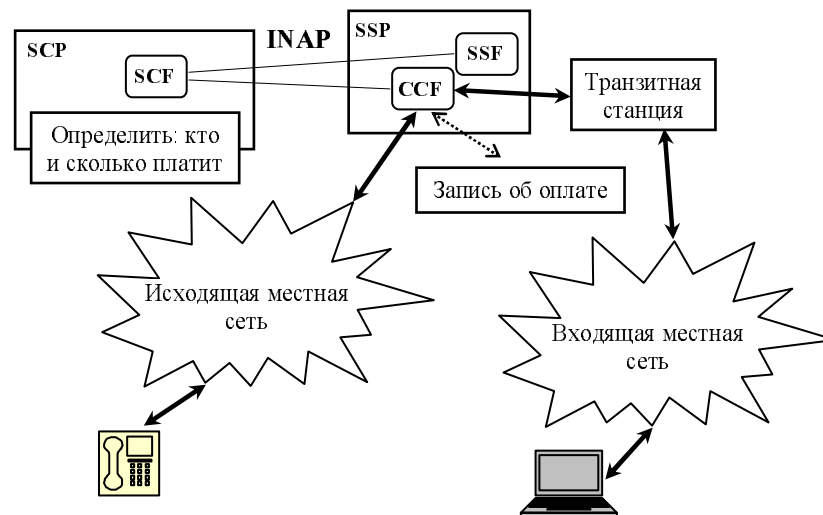 SCP
SCF
Определить: кто
и сколько платит
INAP
SSP
SSF
CCF
Транзитная
станция
Запись об оплате
Исходящая местная
сеть
Входящая местная
сеть